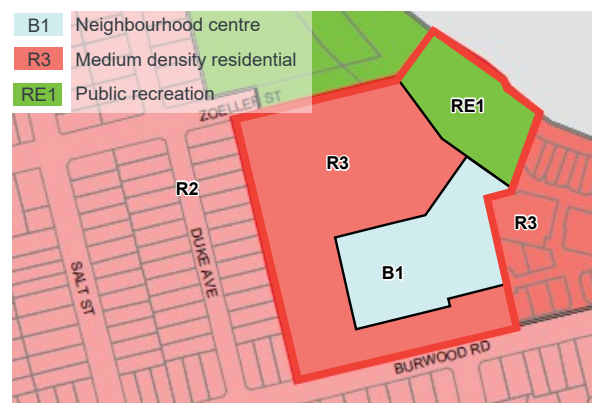 B1 Neighbourhood centre
R3 Medium density residential
RE1 Public recreation
ZOELLER ST
RE1
R3
R2
R3
DUKE AVE
SALT ST
B1
BURWOOD RD